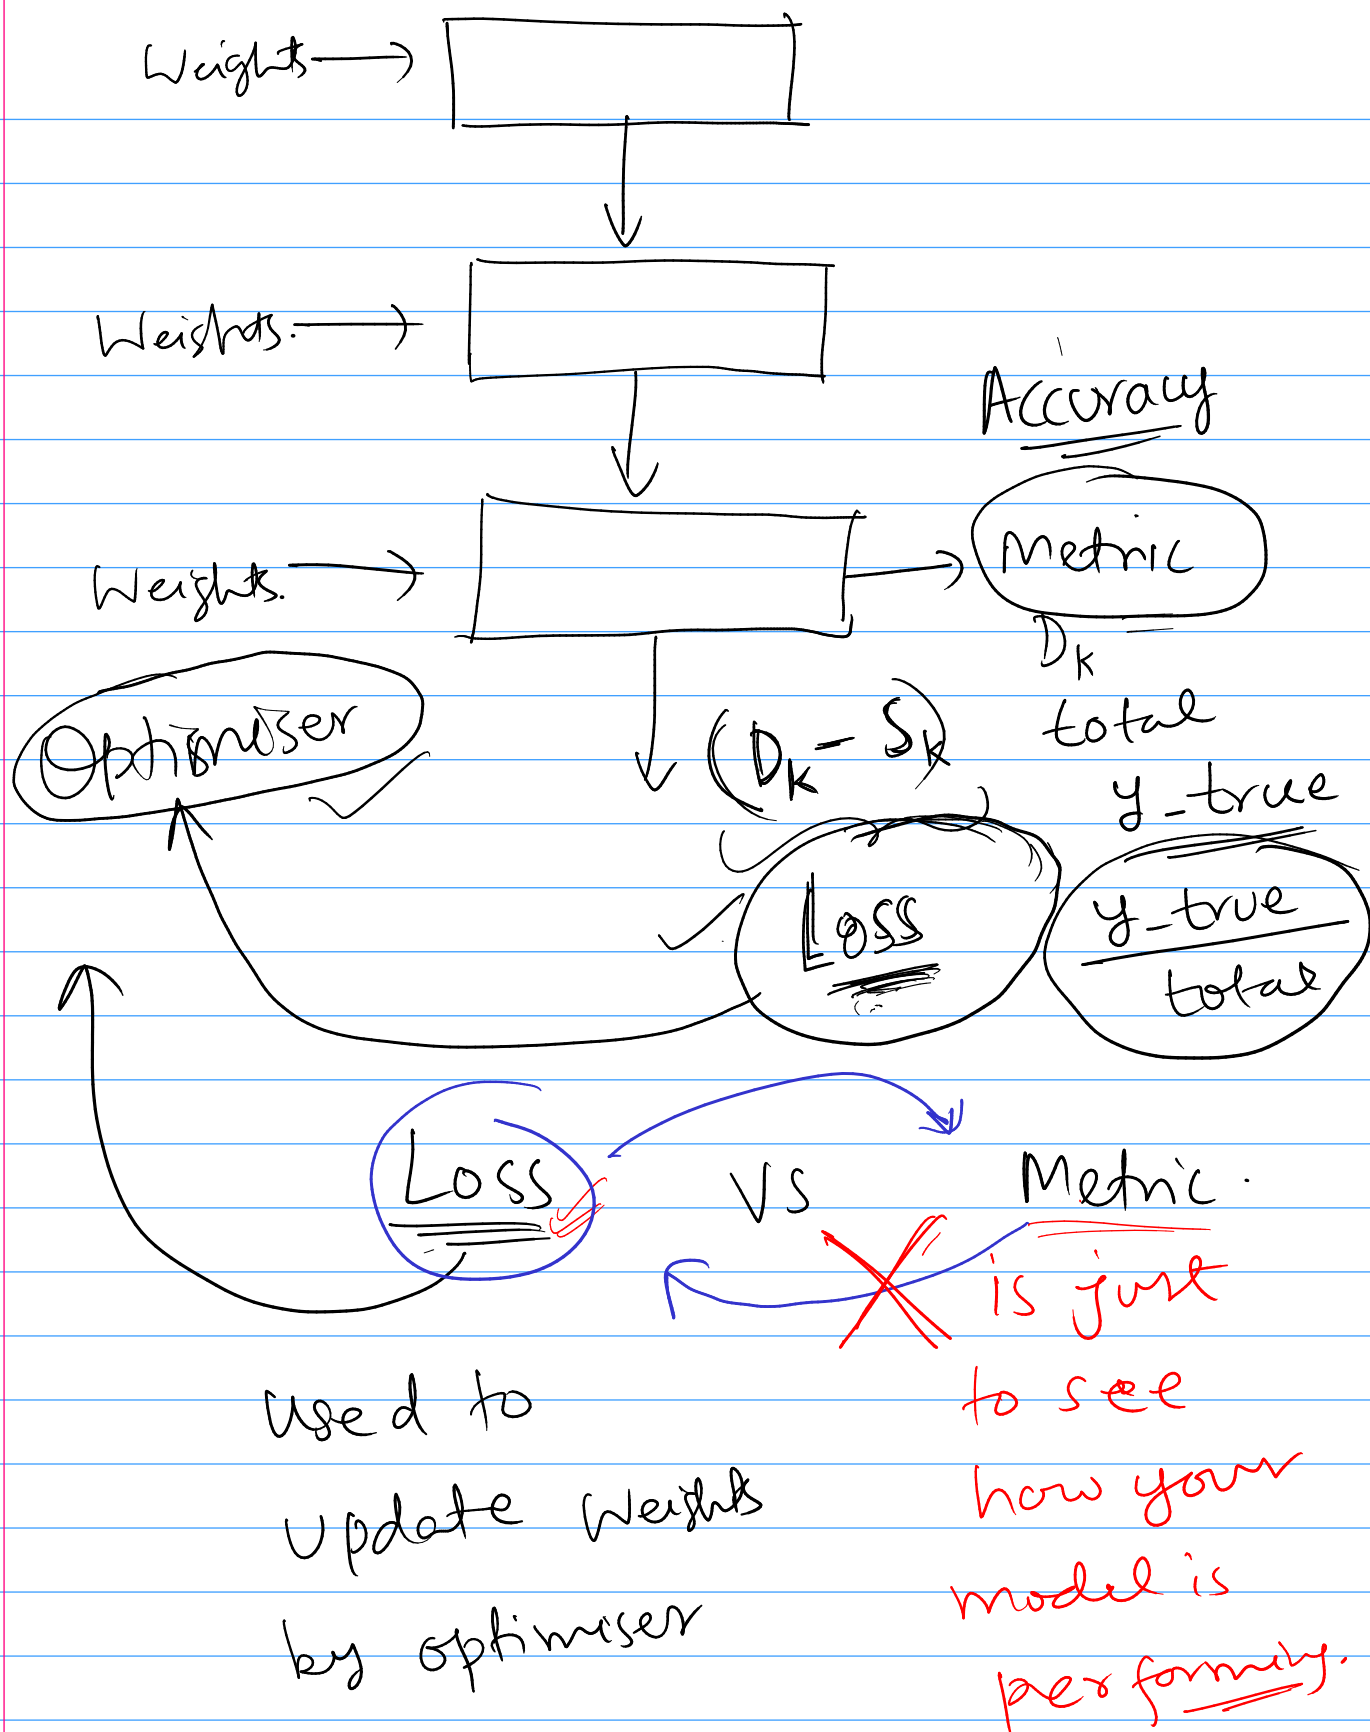 Weights
Weights.
Accuracy
Metric
Weights.
DK
total
Optimiser
(DK - SK)
y_true
Loss
y_true
total
Loss vs Metric.
is just
to see
how your
model is
performing.
used to
update weights
by optimiser